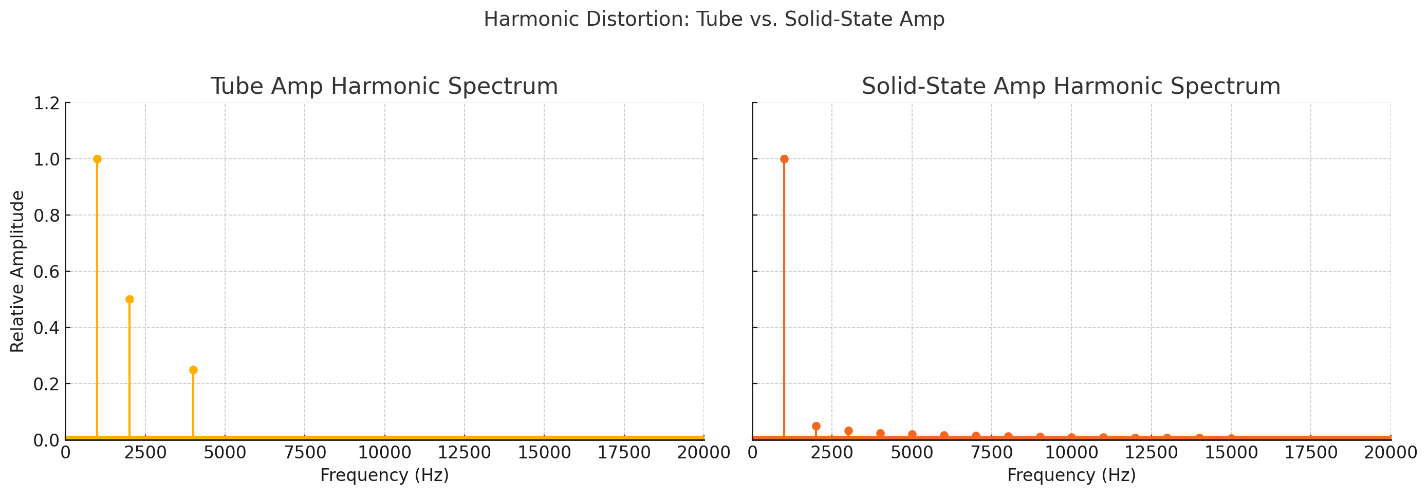 Harmonic Distortion: Tube vs. Solid-State Amp
Tube Amp Harmonic Spectrum
1.2
1.0
0.8
0.6
0.4
0.2
0.0
Relative Amplitude
0 2500 5000 7500 10000 12500 15000 17500 20000
Frequency (Hz)
Solid-State Amp Harmonic Spectrum
0 2500 5000 7500 10000 12500 15000 17500 20000
Frequency (Hz)